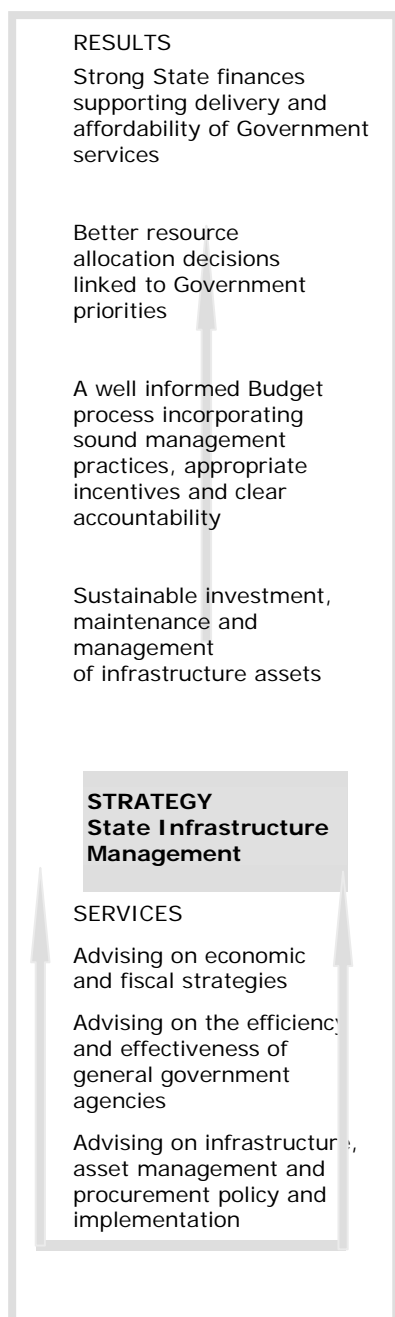 RESULTS
Strong State finances
supporting delivery and
affordability of Government
services
Better resource
allocation decisions
linked to Government
priorities
A well informed Budget
process incorporating
sound management
practices, appropriate
incentives and clear
accountability
Sustainable investment,
maintenance and
management
of infrastructure assets
STRATEGY
State Infrastructure
Management
SERVICES
Advising on economic
and fiscal strategies
Advising on the efficiency
and effectiveness of
general government
agencies
Advising on infrastructure,
asset management and
procurement policy and
implementation